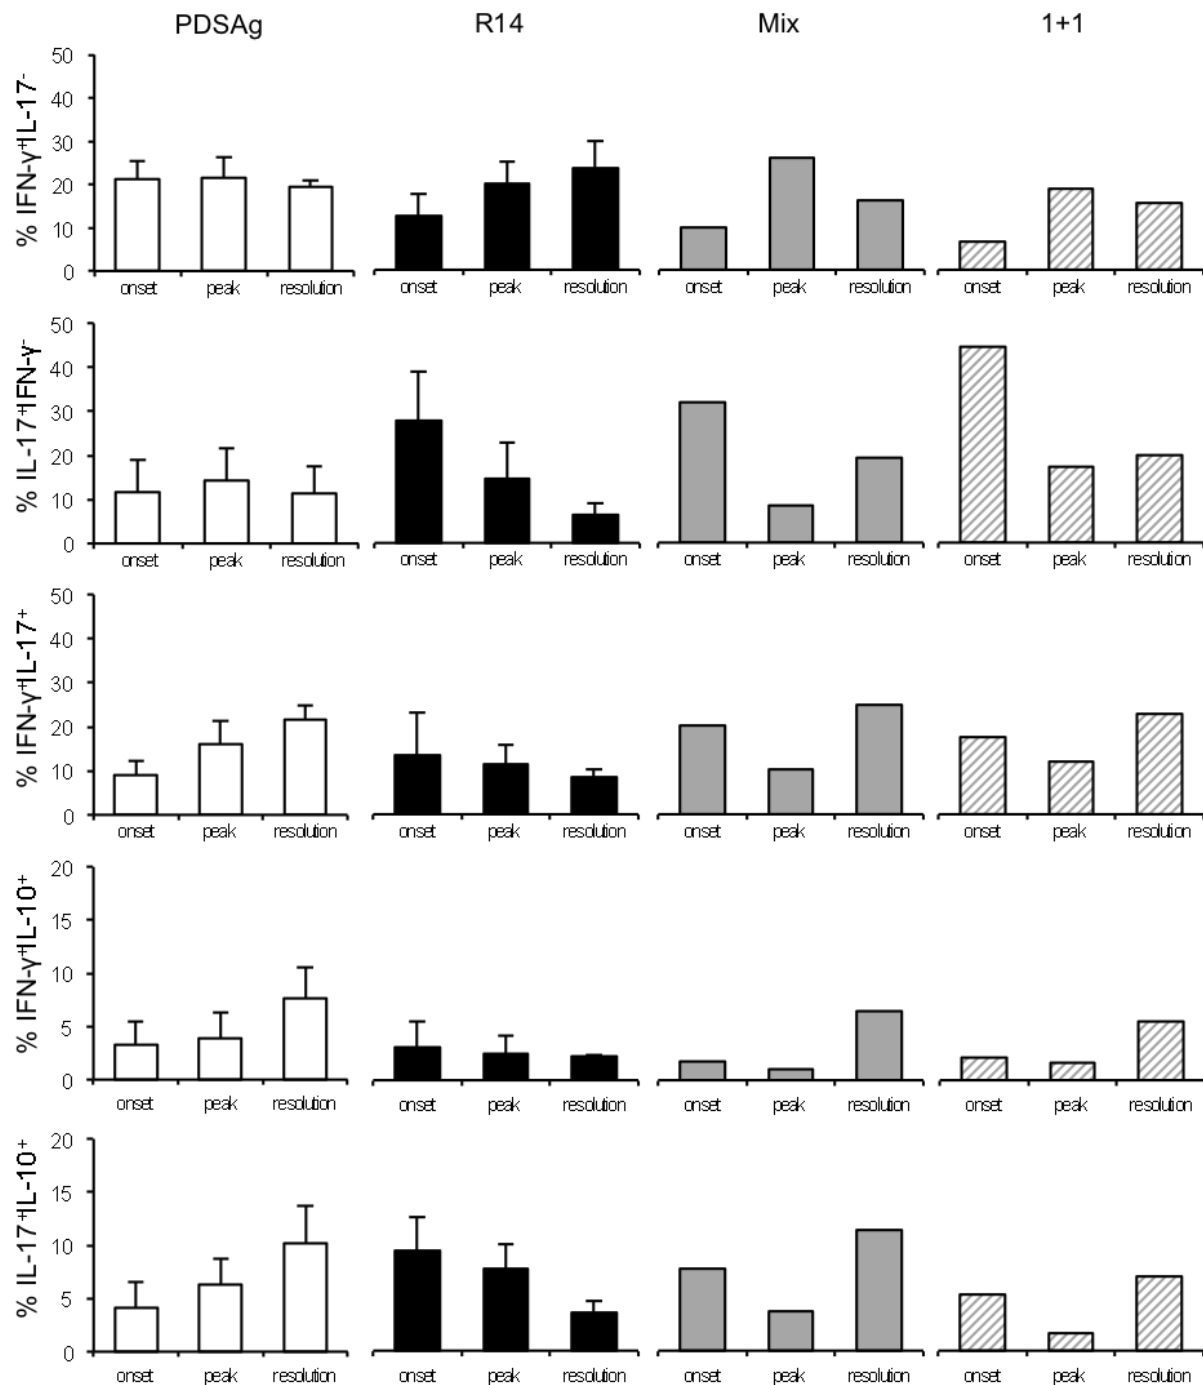 PDSAg R14 Mix 1+1
% IFN-γ⁺IL-17⁻
50
40
30
20
10
0
onset peak resolution onset peak resolution onset peak resolution onset peak resolution
% IL-17⁺IFN-γ⁻
50
40
30
20
10
0
onset peak resolution onset peak resolution onset peak resolution onset peak resolution
% IFN-γ⁺IL-17⁺
50
40
30
20
10
0
onset peak resolution onset peak resolution onset peak resolution onset peak resolution
% IFN-γ⁺IL-10⁺
20
15
10
5
0
onset peak resolution onset peak resolution onset peak resolution onset peak resolution
% IL-17⁺IL-10⁺
20
15
10
5
0
onset peak resolution onset peak resolution onset peak resolution onset peak resolution